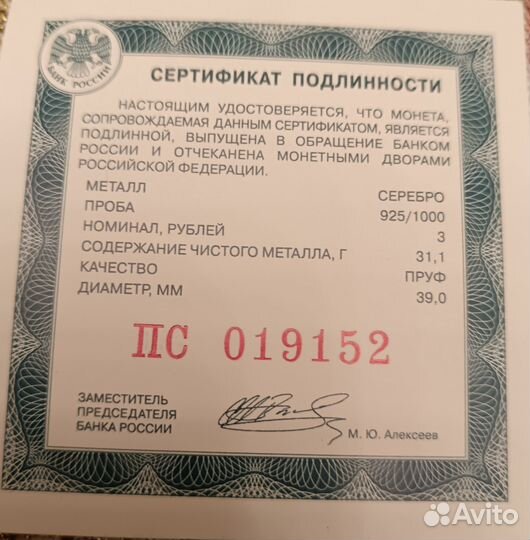 БАНК РОССИИ
СЕРТИФИКАТ ПОДЛИННОСТИ
НАСТОЯЩИМ УДОСТОВЕРЯЕТСЯ, ЧТО МОНЕТА,
СОПРОВОЖДАЕМАЯ ДАННЫМ СЕРТИФИКАТОМ, ЯВЛЯЕТСЯ
ПОДЛИННОЙ, ВЫПУЩЕНА В ОБРАЩЕНИЕ БАНКОМ
РОССИИ И ОТЧЕКАНЕНА МОНЕТНЫМИ ДВОРАМИ
РОССИЙСКОЙ ФЕДЕРАЦИИ.
МЕТАЛЛ СЕРЕБРО
ПРОБА 925/1000
НОМИНАЛ, РУБЛЕЙ 3
СОДЕРЖАНИЕ ЧИСТОГО МЕТАЛЛА, Г 31,1
КАЧЕСТВО ПРУФ
ДИАМЕТР, ММ 39,0
ПС 019152
ЗАМЕСТИТЕЛЬ
ПРЕДСЕДАТЕЛЯ
БАНКА РОССИИ
М. Ю. Алексеев
Avito